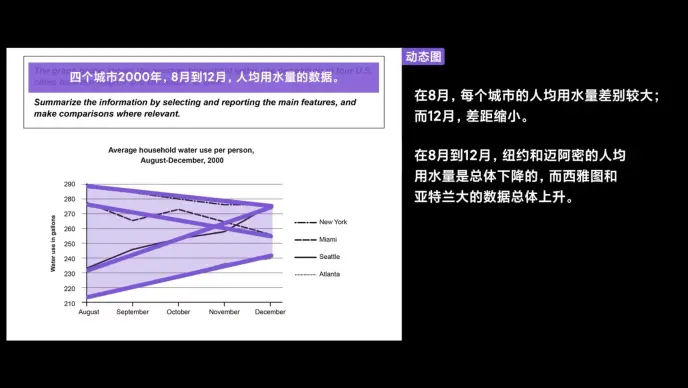 动态图
四个城市2000年，8月到12月，人均用水量的数据。
Summarize the information by selecting and reporting the main features, and
make comparisons where relevant.
Average household water use per person,
August-December, 2000
Water use in gallons
290
280
270
260
250
240
230
220
210
August September October November December
New York
Miami
Seattle
Atlanta
在8月，每个城市的人均用水量差别较大；
而12月，差距缩小。
在8月到12月，纽约和迈阿密的人均
用水量是总体下降的，而西雅图和
亚特兰大的数据总体上升。